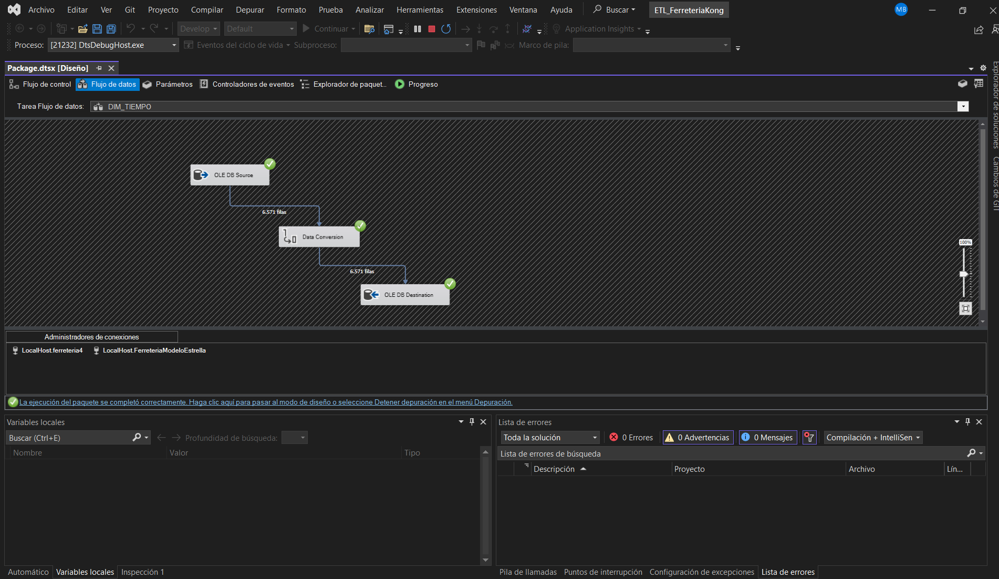 Archivo Editar Ver Git Proyecto Compilar Depurar Formato Prueba Analizar Herramientas Extensiones Ventana Ayuda Buscar ETL_FerreteriaKong MB
Develop Default Continuar Application Insights
Proceso: [21232] DtsDebugHost.exe Eventos del ciclo de vida Subproceso: Marco de pila:
Package.dtsx [Diseño]
Flujo de control Flujo de datos Parámetros Controladores de eventos Explorador de paquet... Progreso
Tarea Flujo de datos: DIM_TIEMPO
OLE DB Source
6.571 filas
Data Conversion
6.571 filas
OLE DB Destination
100%
Explorador de soluciones
Cambios de GIT
Administradores de conexiones
LocalHost.ferreteria4 LocalHost.FerreteriaModeloEstrella
La ejecución del paquete se completó correctamente. Haga clic aquí para pasar al modo de diseño o seleccione Detener depuración en el menú Depuración.
Variables locales
Buscar (Ctrl+E) Profundidad de búsqueda:
Nombre Valor Tipo
Automático Variables locales Inspección 1
Lista de errores
Toda la solución 0 Errores 0 Advertencias 0 Mensajes Compilación + IntelliSen
Lista de errores de búsqueda
Descripción Proyecto Archivo Lín...
Pila de llamadas Puntos de interrupción Configuración de excepciones Lista de errores